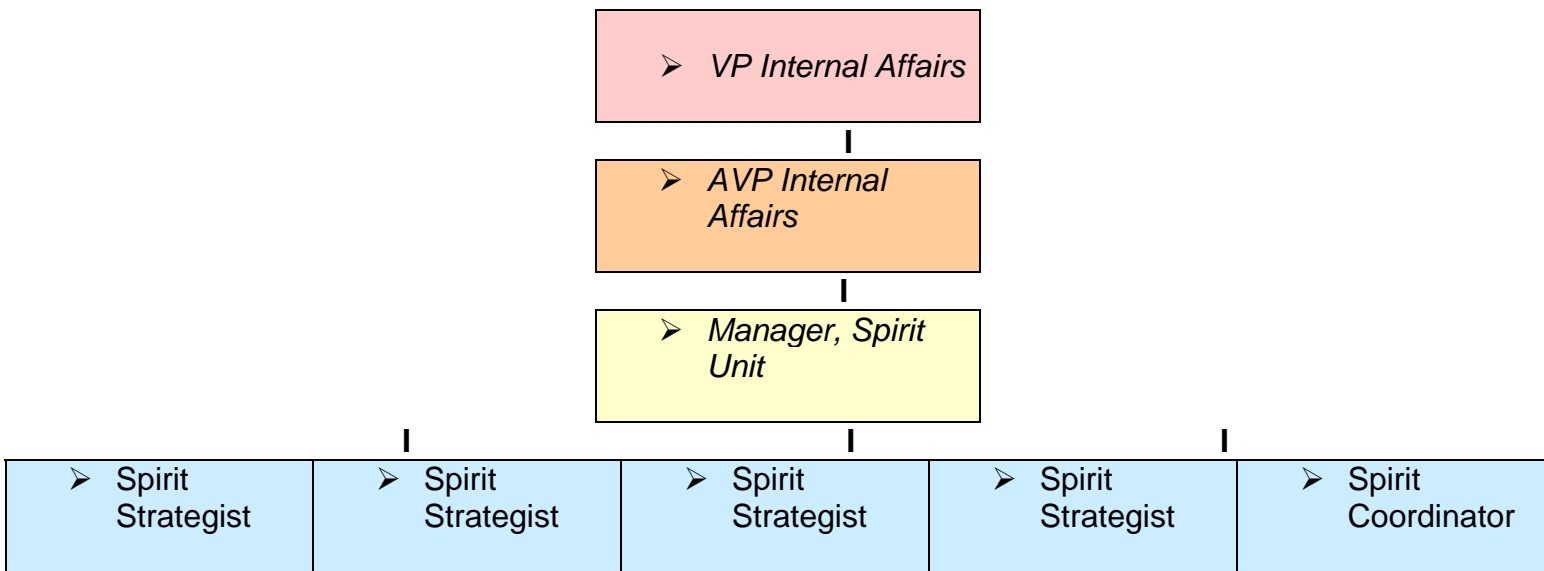 ➢ VP Internal Affairs
I
➢ AVP Internal
Affairs
I
➢ Manager, Spirit
Unit
I I I
➢ Spirit
Strategist
➢ Spirit
Strategist
➢ Spirit
Strategist
➢ Spirit
Strategist
➢ Spirit
Coordinator